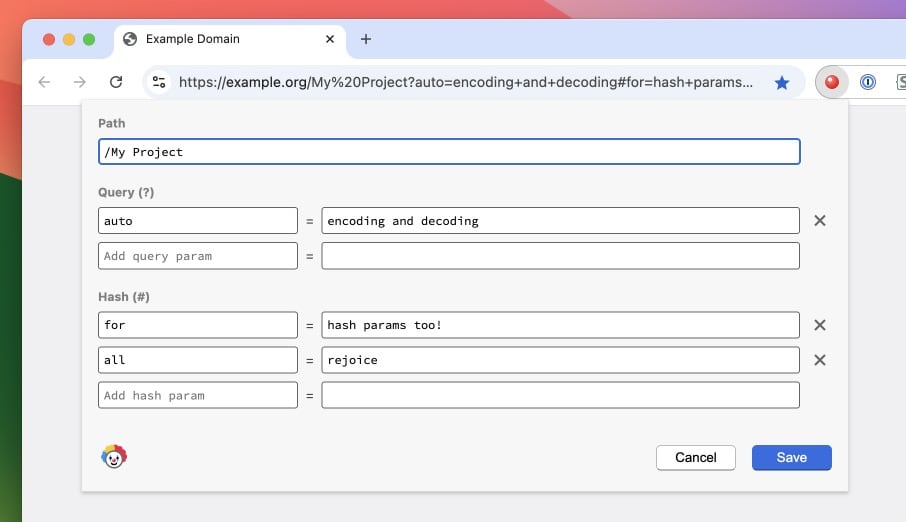 Example Domain
https://example.org/My%20Project?auto=encoding+and+decoding#for=hash+params...
Path
/My Project
Query (?)
auto = encoding and decoding
Add query param =
Hash (#)
for = hash params too!
all = rejoice
Add hash param =
Cancel Save